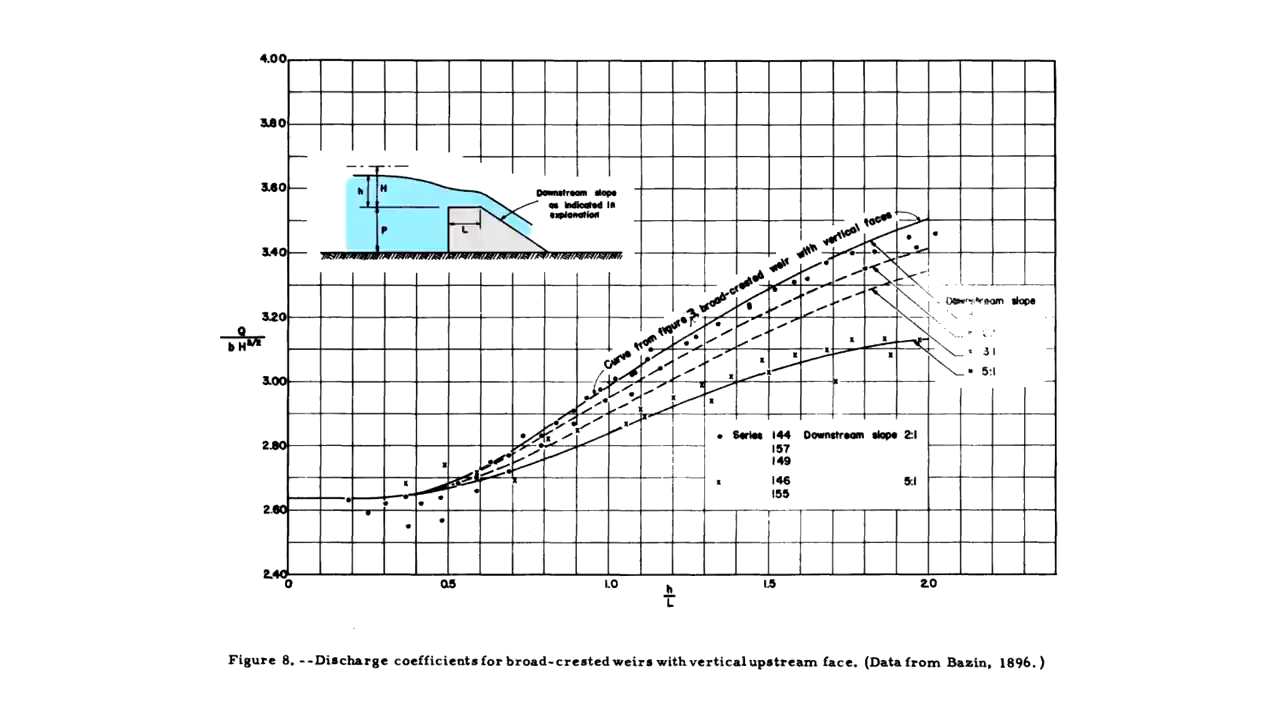 4.00
3.80
3.60
3.40
3.20
3.00
2.80
2.60
2.40
Q
b H^3/2
h
H
P
L
Downstream slope
as indicated in
explanation
Curve from figure 3, broad-crested weir with vertical faces
Downstream slope
3:1
5:1
• Series 144 Downstream slope 2:1
157
149
x 146 5:1
155
0 0.5 1.0 1.5 2.0
h
L
Figure 8. --Discharge coefficients for broad-crested weirs with vertical upstream face. (Data from Bazin, 1896.)